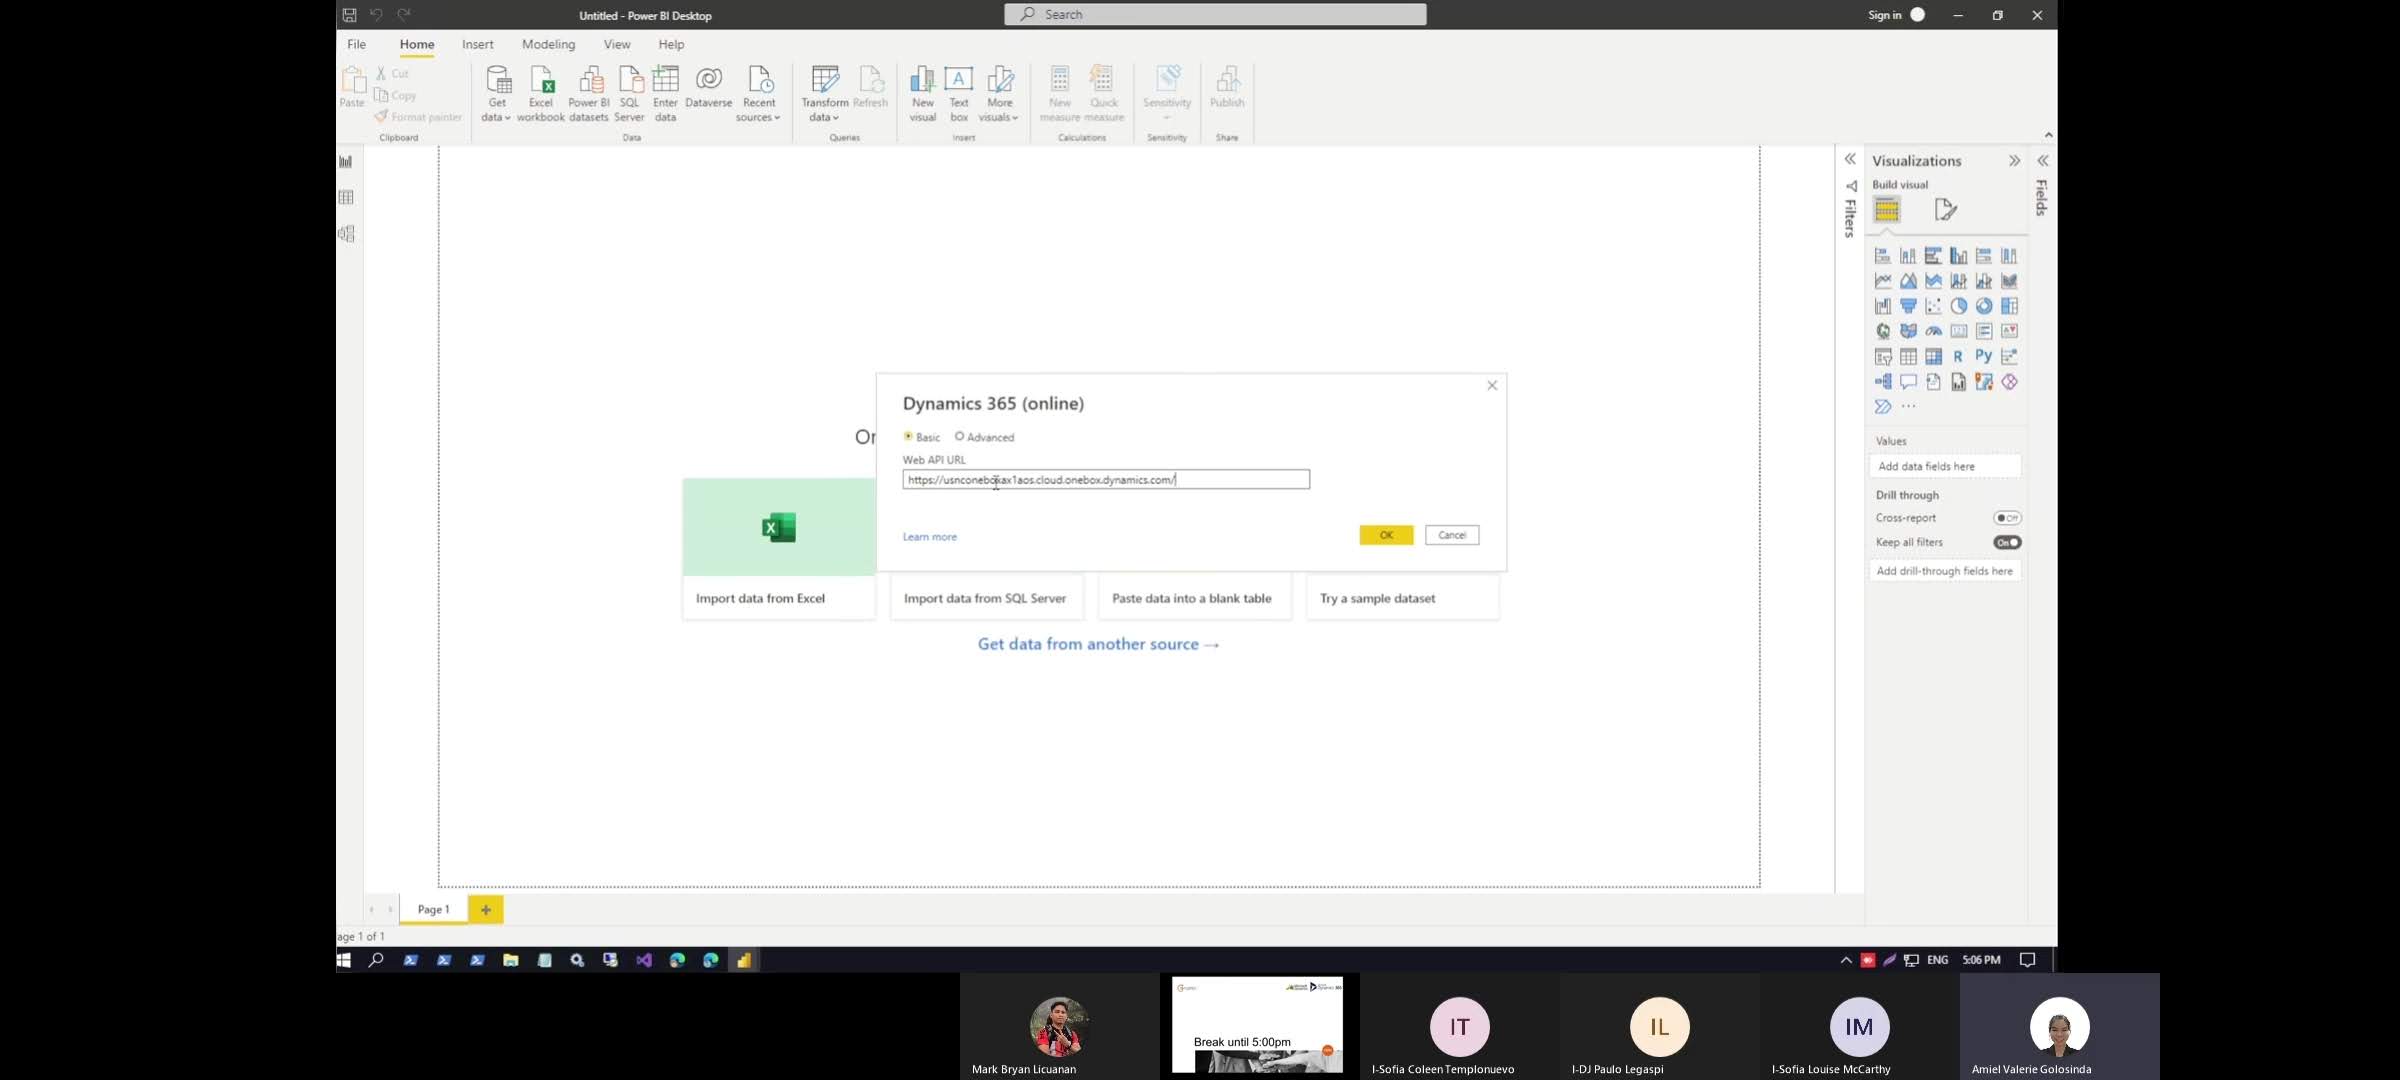 Untitled - Power BI Desktop
Search
Sign in
File Home Insert Modeling View Help
Paste
Cut
Copy
Format painter
Clipboard
Get data
Excel workbook
Power BI datasets
SQL Server
Enter data
Dataverse
Recent sources
Data
Transform data
Refresh
Queries
New visual
Text box
More visuals
Insert
New measure
Quick measure
Calculations
Sensitivity
Sensitivity
Publish
Share
Filters
Visualizations
Build visual
R
Py
Values
Add data fields here
Drill through
Cross-report
Off
Keep all filters
On
Add drill-through fields here
Fields
Dynamics 365 (online)
Basic Advanced
Web API URL
https://usnconeboxax1aos.cloud.onebox.dynamics.com/
Learn more
OK
Cancel
Import data from Excel
Import data from SQL Server
Paste data into a blank table
Try a sample dataset
Get data from another source →
Page 1
age 1 of 1
ENG
5:06 PM
Mark Bryan Licuanan
Break until 5:00pm
IT
I-Sofia Coleen Templonuevo
IL
I-DJ Paulo Legaspi
IM
I-Sofia Louise McCarthy
Amiel Valerie Golosinda